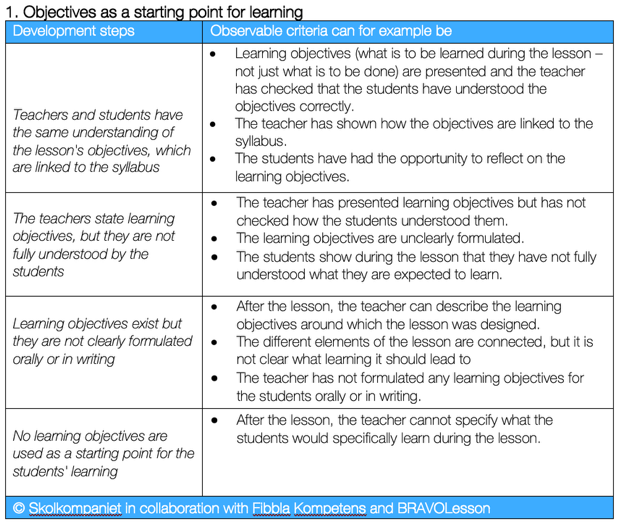 1. Objectives as a starting point for learning
Development steps
Observable criteria can for example be
Teachers and students have
the same understanding of
the lesson's objectives, which
are linked to the syllabus
• Learning objectives (what is to be learned during the lesson –
not just what is to be done) are presented and the teacher
has checked that the students have understood the
objectives correctly.
• The teacher has shown how the objectives are linked to the
syllabus.
• The students have had the opportunity to reflect on the
learning objectives.
The teachers state learning
objectives, but they are not
fully understood by the
students
• The teacher has presented learning objectives but has not
checked how the students understood them.
• The learning objectives are unclearly formulated.
• The students show during the lesson that they have not fully
understood what they are expected to learn.
Learning objectives exist but
they are not clearly formulated
orally or in writing
• After the lesson, the teacher can describe the learning
objectives around which the lesson was designed.
• The different elements of the lesson are connected, but it is
not clear what learning it should lead to
• The teacher has not formulated any learning objectives for
the students orally or in writing.
No learning objectives are
used as a starting point for the
students' learning
• After the lesson, the teacher cannot specify what the
students would specifically learn during the lesson.
© Skolkompaniet in collaboration with Fibbla Kompetens and BRAVOLesson